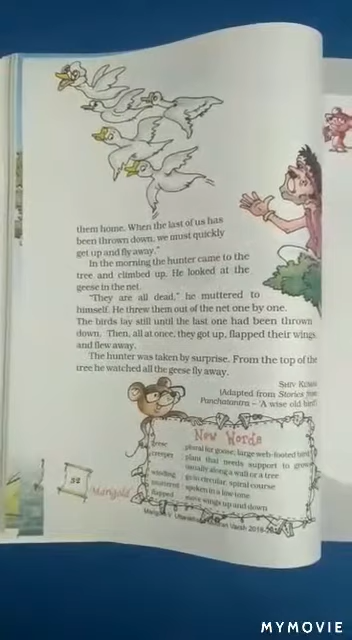 them home. When the last of us has
been thrown down, we must quickly
get up and fly away."
In the morning the hunter came to the
tree and climbed up. He looked at the
geese in the net.
"They are all dead," he muttered to
himself. He threw them out of the net one by one.
The birds lay still until the last one had been thrown
down. Then, all at once, they got up, flapped their wings
and flew away.
The hunter was taken by surprise. From the top of the
tree he watched all the geese fly away.
SHIV KUMAR
(Adapted from Stories from
Panchatantra – 'A wise old bird')
New Words
geese plural for goose; large web-footed bird
creeper plant that needs support to grow
usually along a wall or a tree
winding go in circular, spiral course
muttered spoken in a low tone
flapped move wings up and down
Marigold
Marigold V
MYMOVIE